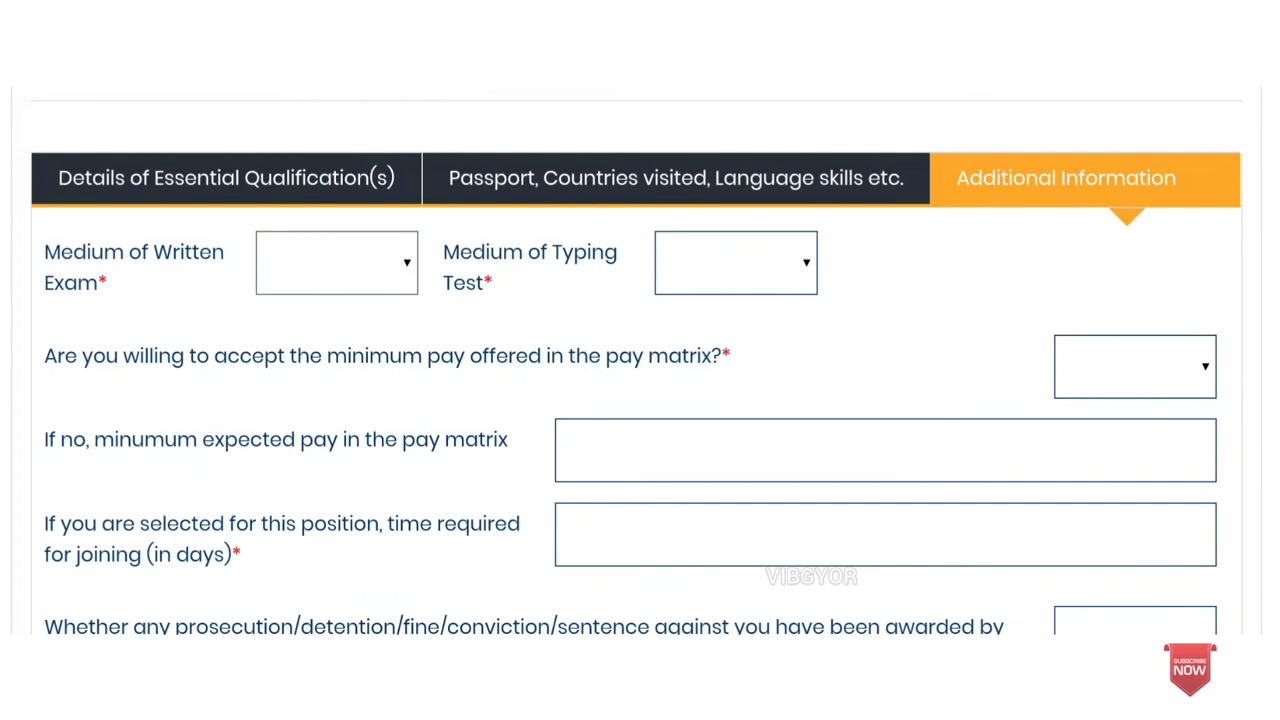 Details of Essential Qualification(s)
Passport, Countries visited, Language skills etc.
Additional Information
Medium of Written
Exam*
Medium of Typing
Test*
Are you willing to accept the minimum pay offered in the pay matrix?*
If no, minumum expected pay in the pay matrix
If you are selected for this position, time required
for joining (in days)*
VIBGYOR
Whether any prosecution/detention/fine/conviction/sentence against you have been awarded by
SUBSCRIBE
NOW